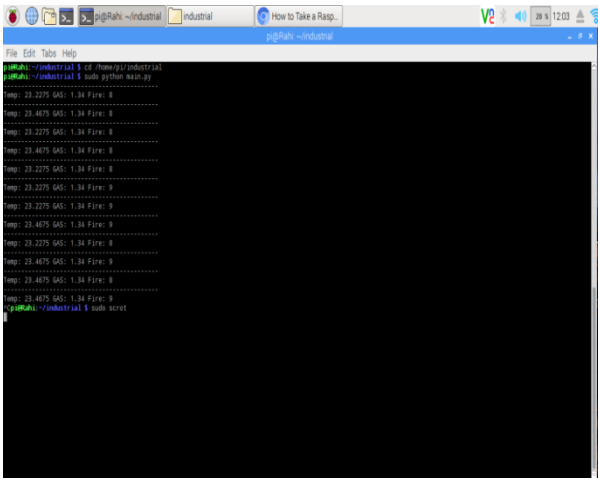 pi@Rahi: ~/industrial
industrial
How to Take a Rasp...
20 %
12:03
pi@Rahi: ~/industrial
File Edit Tabs Help
pi@Rahi:~/industrial $ cd /home/pi/industrial
pi@Rahi:~/industrial $ sudo python main.py
----------------------------------------
Temp: 23.2275 GAS: 1.34 Fire: 8
----------------------------------------
Temp: 23.4675 GAS: 1.34 Fire: 8
----------------------------------------
Temp: 23.2275 GAS: 1.34 Fire: 8
----------------------------------------
Temp: 23.4675 GAS: 1.34 Fire: 8
----------------------------------------
Temp: 23.2275 GAS: 1.34 Fire: 8
----------------------------------------
Temp: 23.2275 GAS: 1.34 Fire: 9
----------------------------------------
Temp: 23.2275 GAS: 1.34 Fire: 9
----------------------------------------
Temp: 23.4675 GAS: 1.34 Fire: 9
----------------------------------------
Temp: 23.2275 GAS: 1.34 Fire: 8
----------------------------------------
Temp: 23.4675 GAS: 1.34 Fire: 9
----------------------------------------
Temp: 23.4675 GAS: 1.34 Fire: 8
----------------------------------------
Temp: 23.4675 GAS: 1.34 Fire: 9
^Cpi@Rahi:~/industrial $ sudo scrot